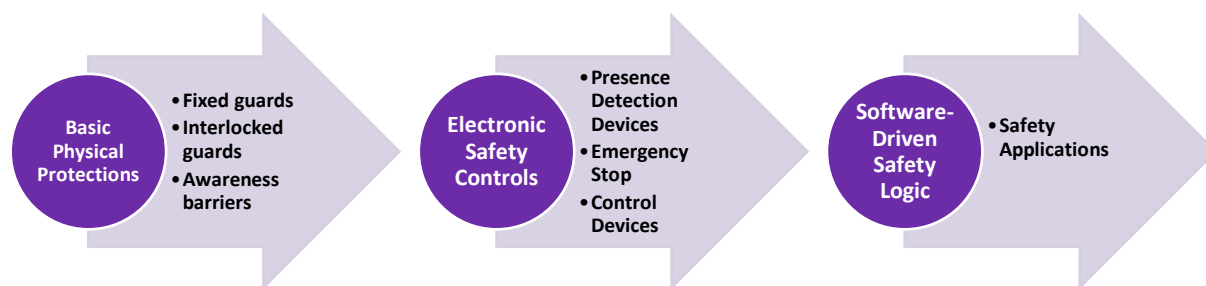 Basic
Physical
Protections
•Fixed guards
•Interlocked
guards
•Awareness
barriers
Electronic
Safety
Controls
•Presence
Detection
Devices
•Emergency
Stop
•Control
Devices
Software-
Driven
Safety
Logic
•Safety
Applications